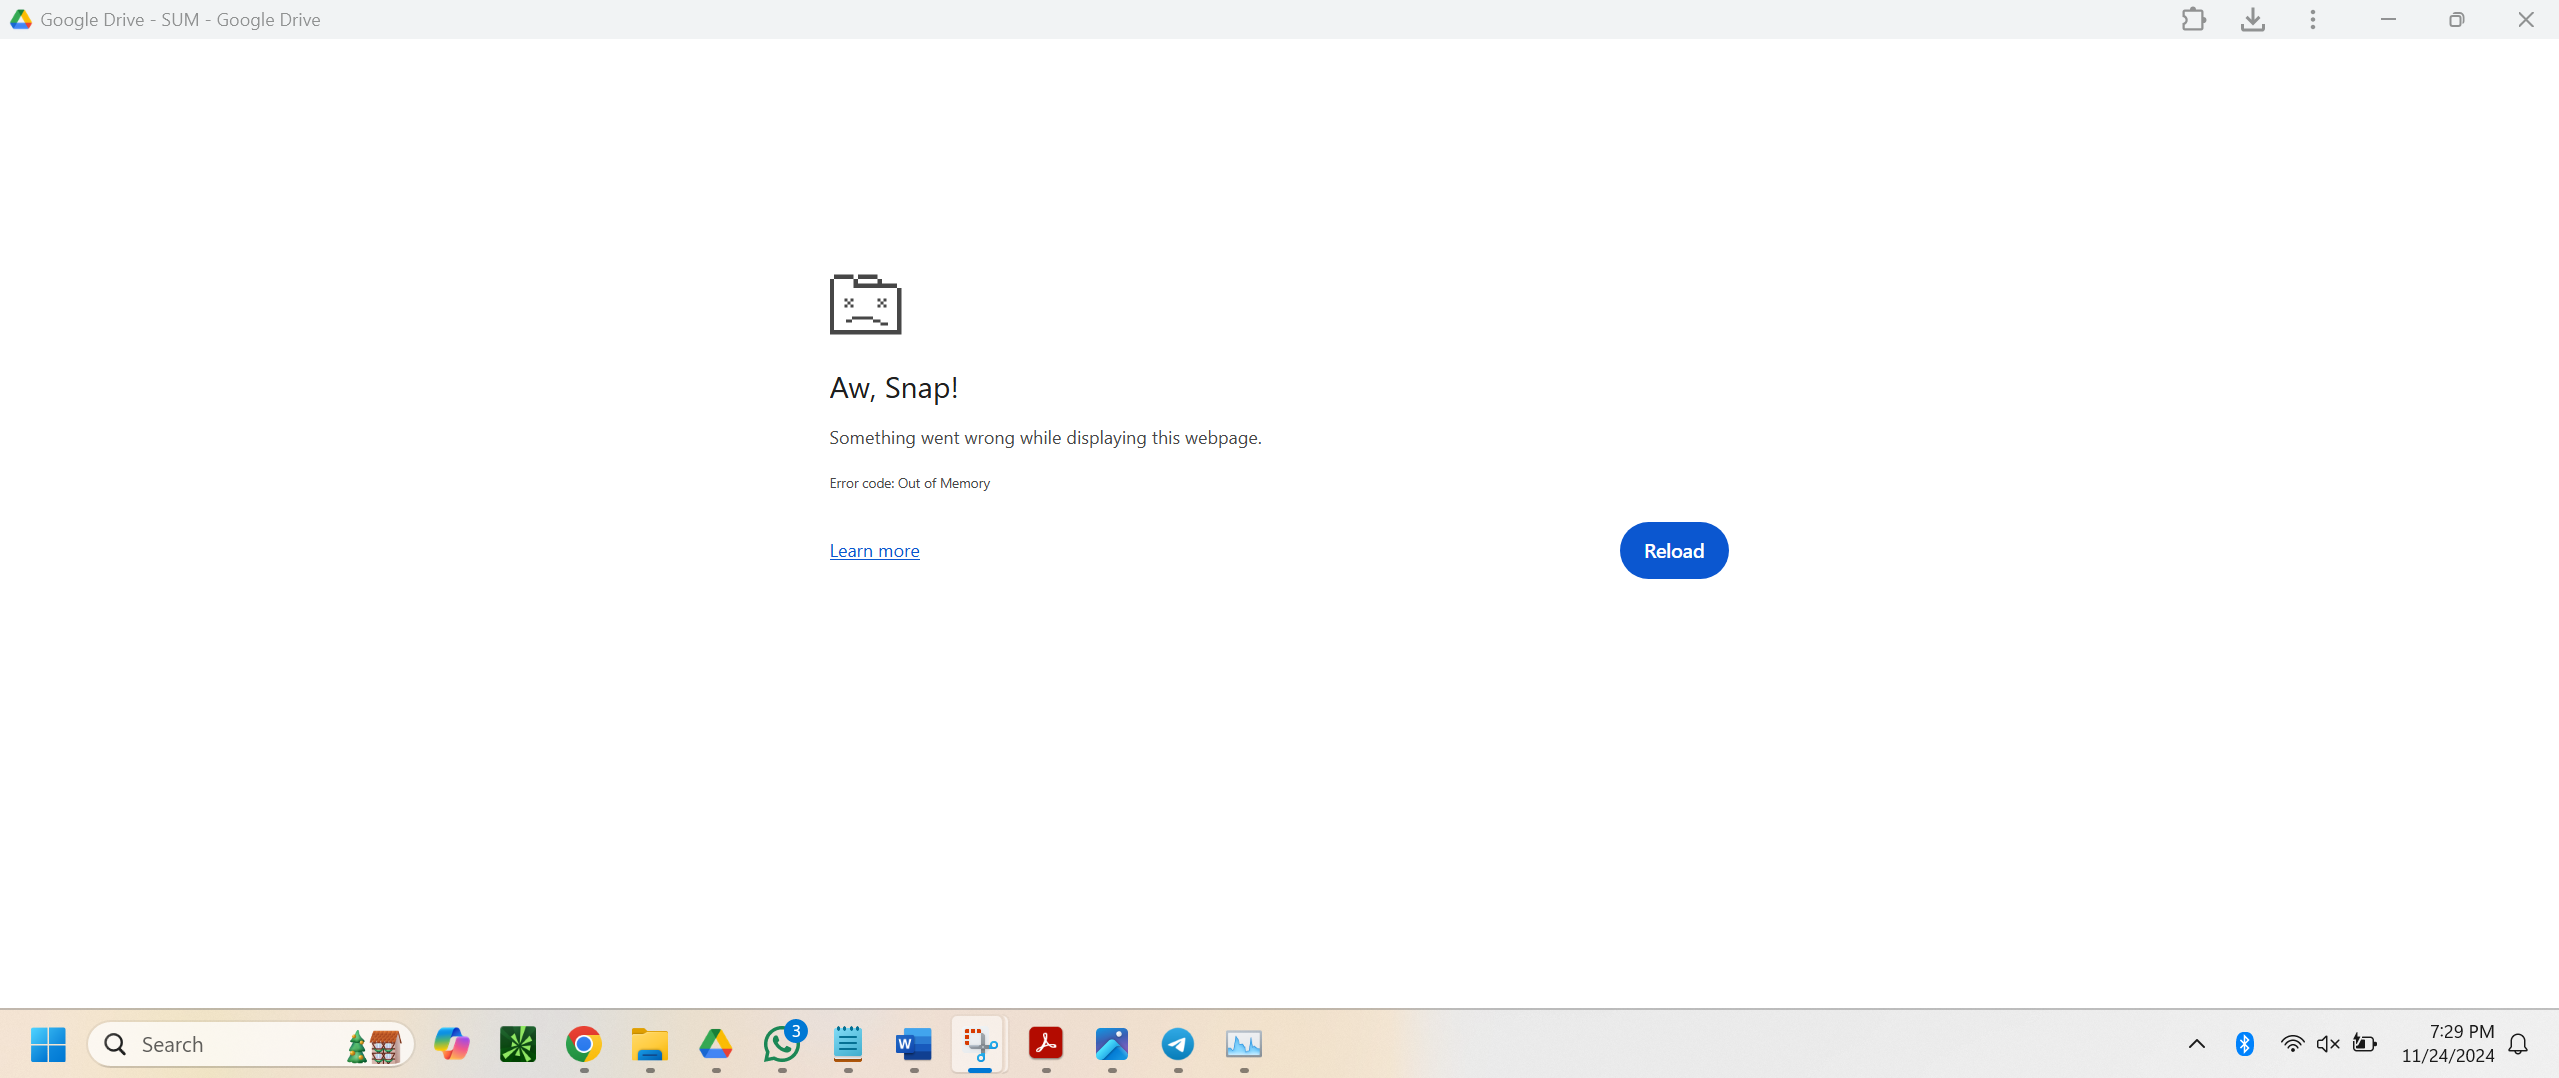 Google Drive - SUM - Google Drive
Aw, Snap!
Something went wrong while displaying this webpage.
Error code: Out of Memory
Learn more
Reload
Search
3
W
7:29 PM
11/24/2024